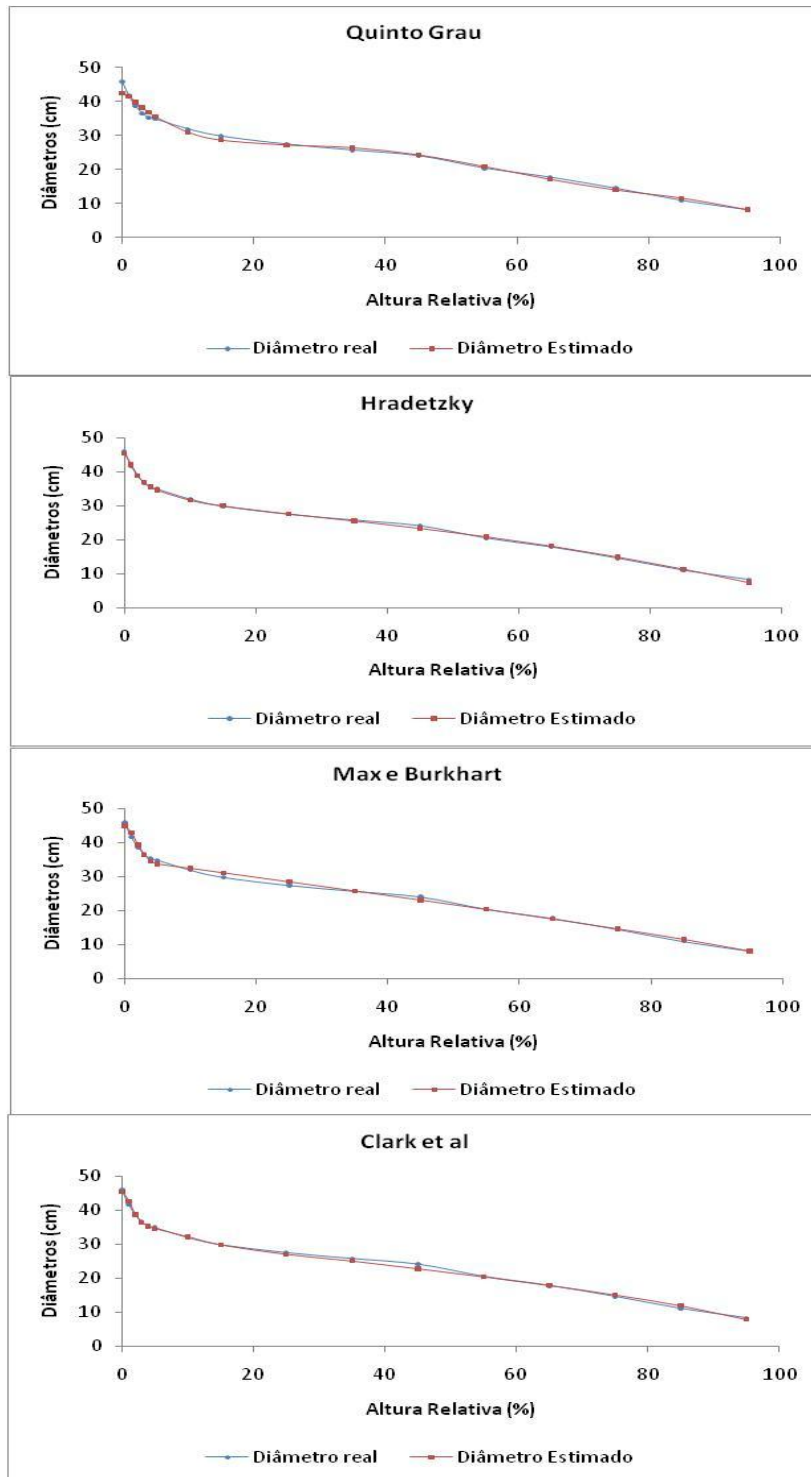 Quinto Grau
Diâmetros (cm)
50
40
30
20
10
0
0 20 40 60 80 100
Altura Relativa (%)
Diâmetro real Diâmetro Estimado
Hradetzky
Diâmetros (cm)
50
40
30
20
10
0
0 20 40 60 80 100
Altura Relativa (%)
Diâmetro real Diâmetro Estimado
Max e Burkhart
Diâmetros (cm)
50
40
30
20
10
0
0 20 40 60 80 100
Altura Relativa (%)
Diâmetro real Diâmetro Estimado
Clark et al
Diâmetros (cm)
50
40
30
20
10
0
0 20 40 60 80 100
Altura Relativa (%)
Diâmetro real Diâmetro Estimado